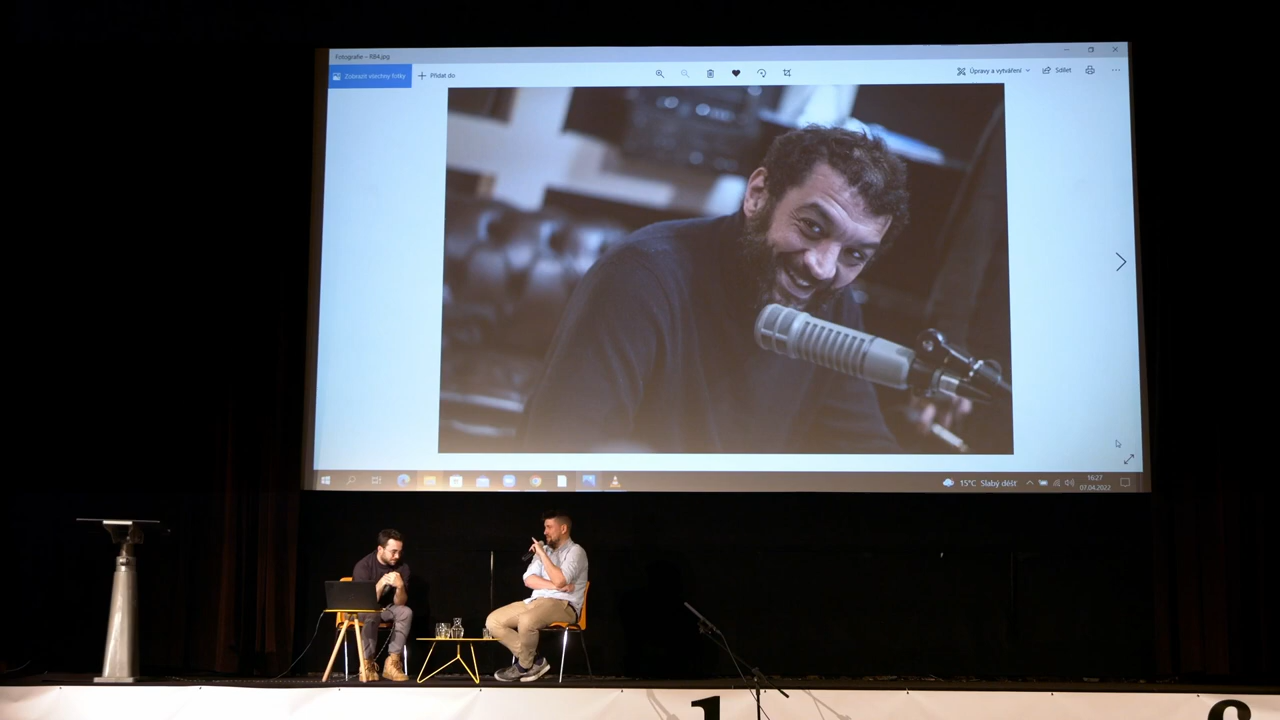 Fotografie – RB4.jpg
Zobrazit všechny fotky
Přidat do
Úpravy a vytváření
Sdílet
15°C Slabý déšť
16:27
07.04.2022